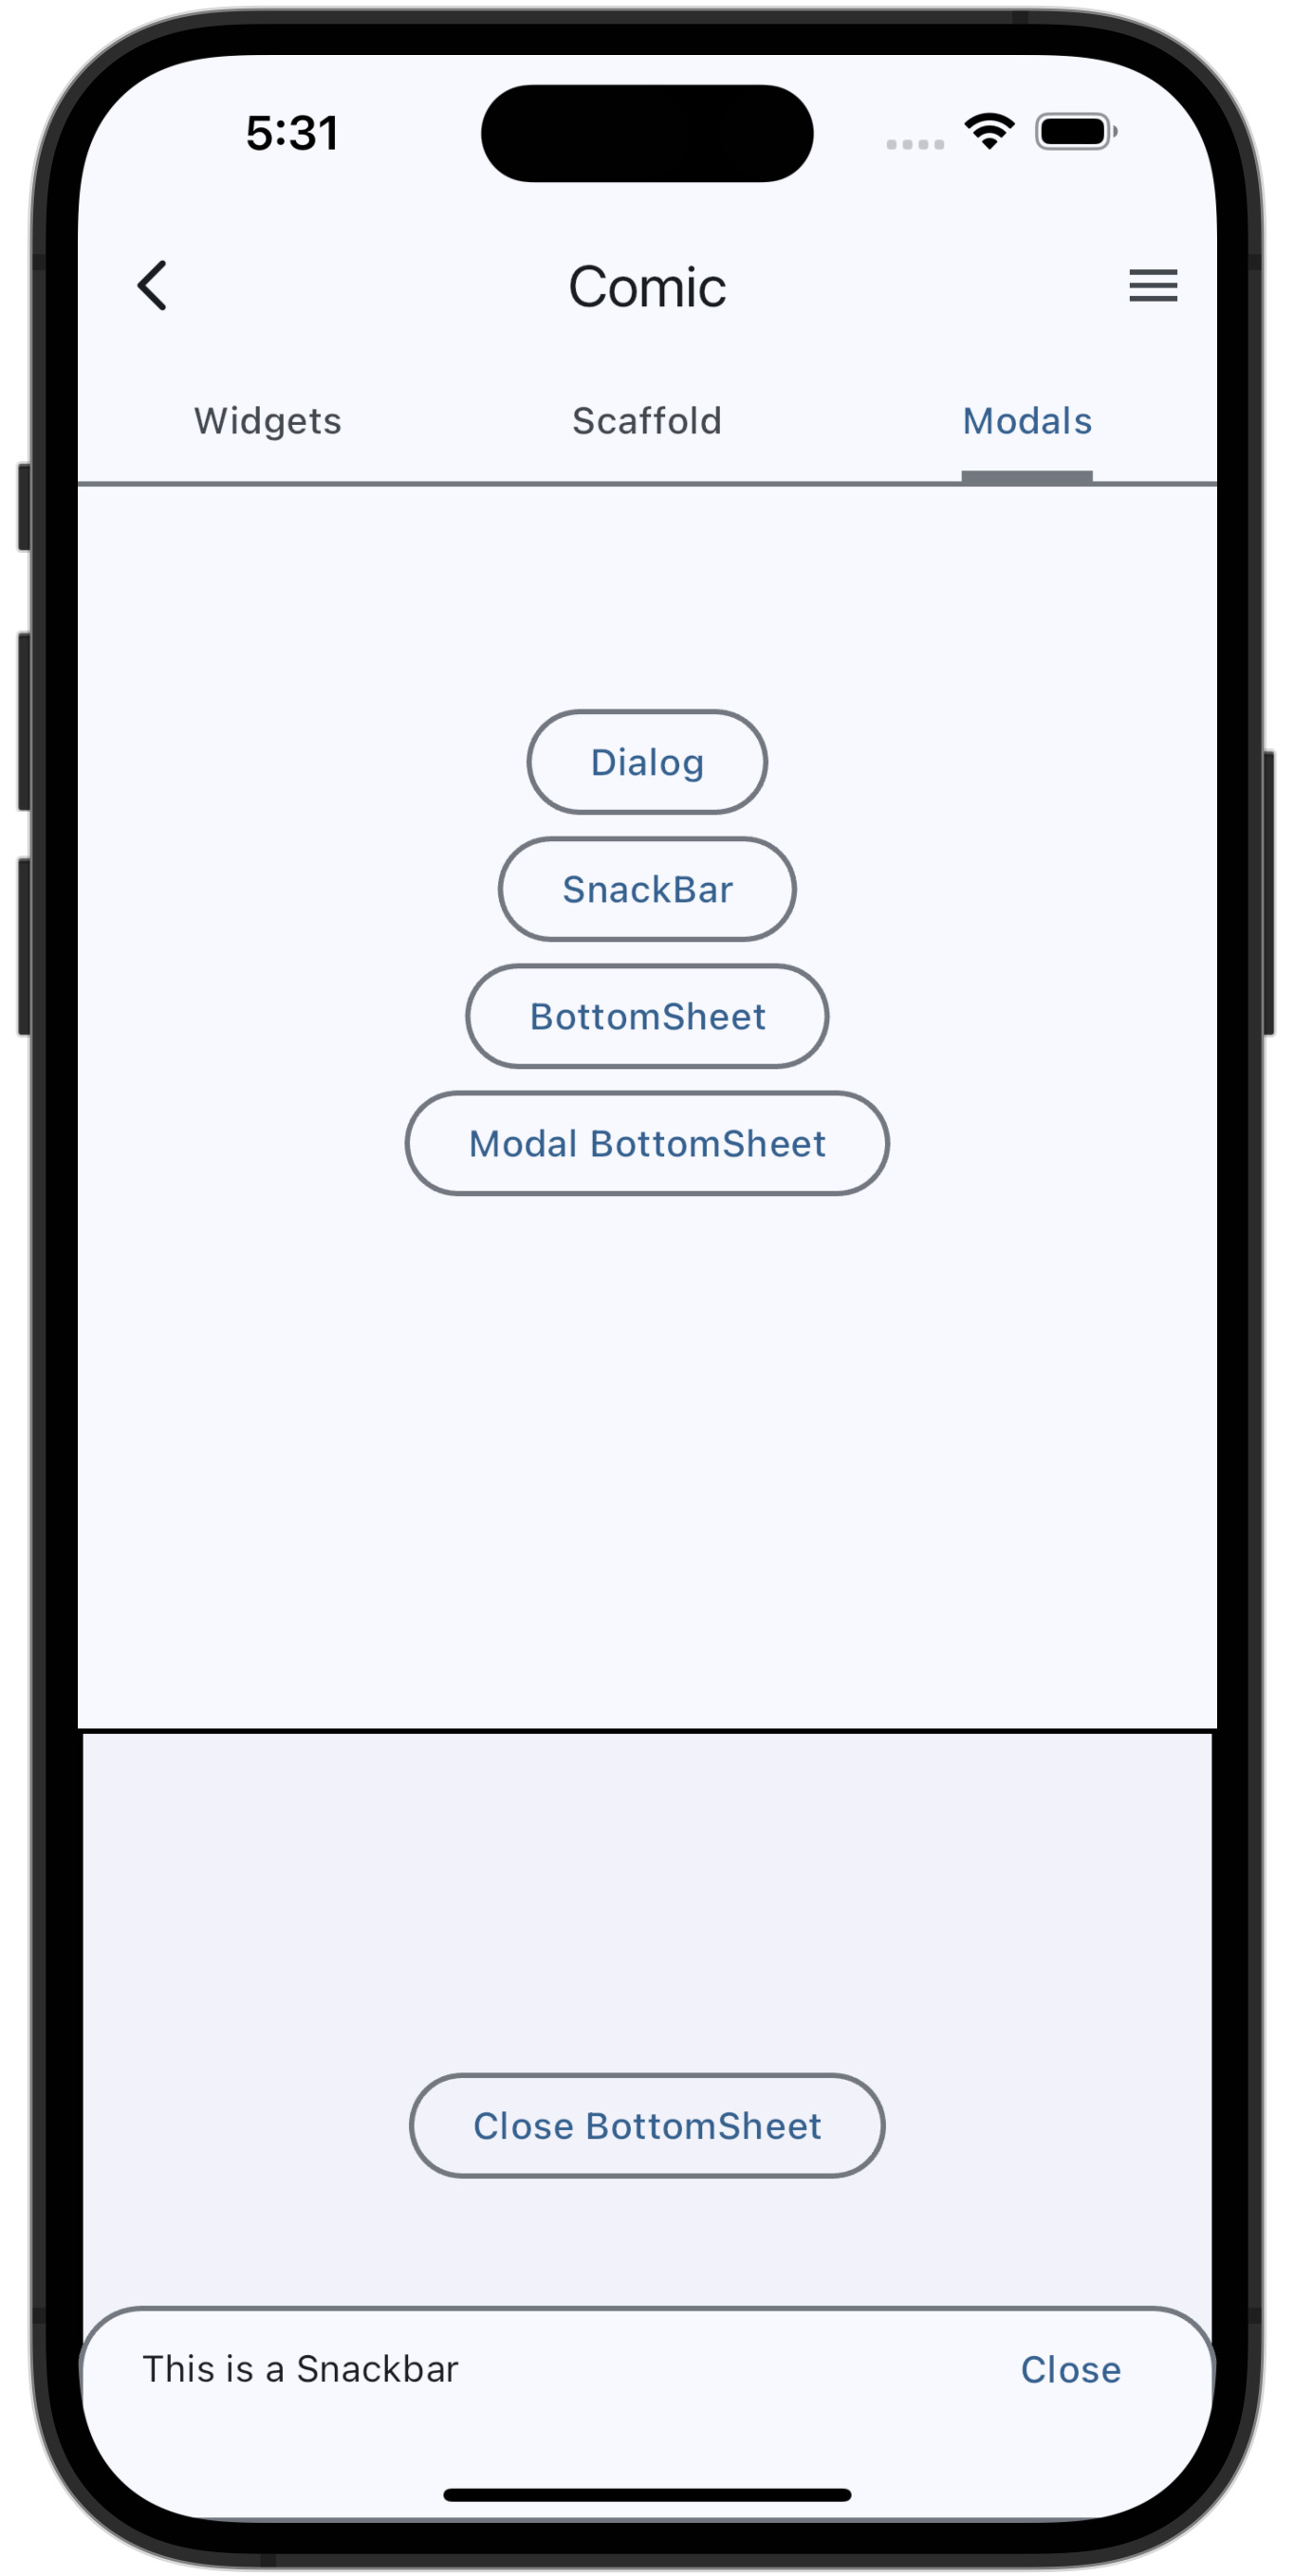 5:31
Comic
Widgets Scaffold Modals
Dialog
SnackBar
BottomSheet
Modal BottomSheet
Close BottomSheet
This is a Snackbar Close